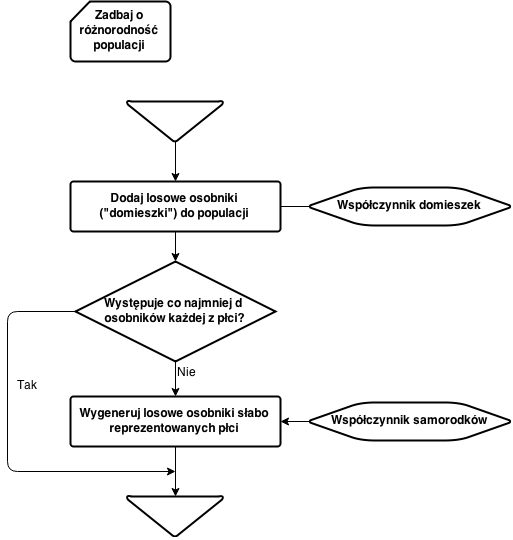 Zadbaj o
różnorodność
populacji
Dodaj losowe osobniki
("domieszki") do populacji
Współczynnik domieszek
Występuje co najmniej d
osobników każdej z płci?
Nie
Tak
Wygeneruj losowe osobniki słabo
reprezentowanych płci
Współczynnik samorodków